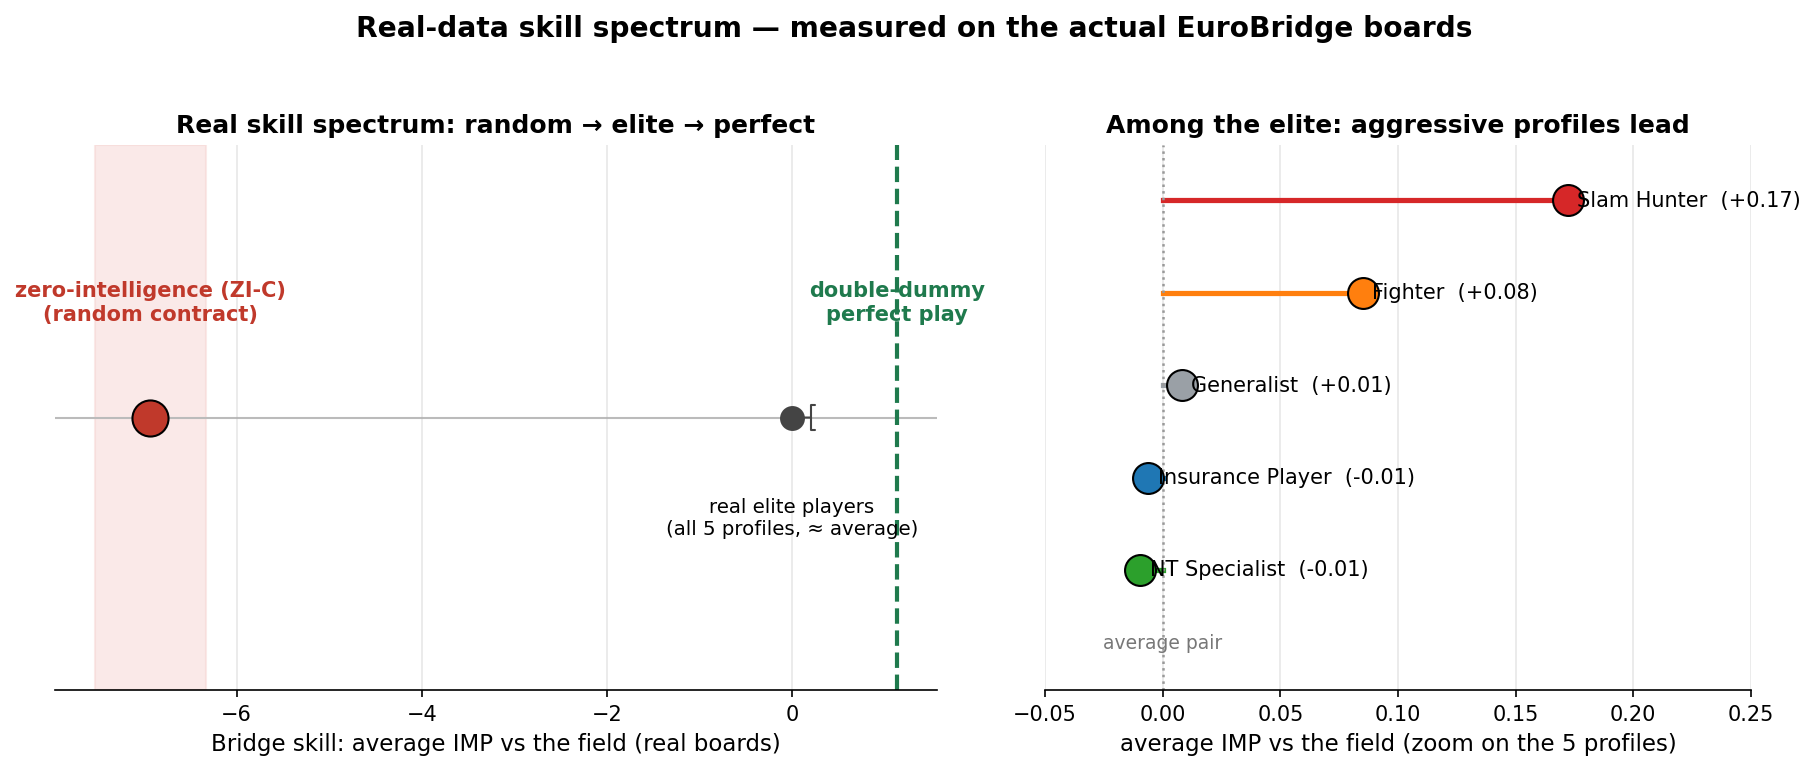 Real-data skill spectrum — measured on the actual EuroBridge boards
Real skill spectrum: random → elite → perfect
zero-intelligence (ZI-C)
(random contract)
double-dummy
perfect play
[
real elite players
(all 5 profiles, ≈ average)
−6
−4
−2
0
Bridge skill: average IMP vs the field (real boards)
Among the elite: aggressive profiles lead
Slam Hunter (+0.17)
Fighter (+0.08)
Generalist (+0.01)
Insurance Player (-0.01)
NT Specialist (-0.01)
average pair
−0.05
0.00
0.05
0.10
0.15
0.20
0.25
average IMP vs the field (zoom on the 5 profiles)